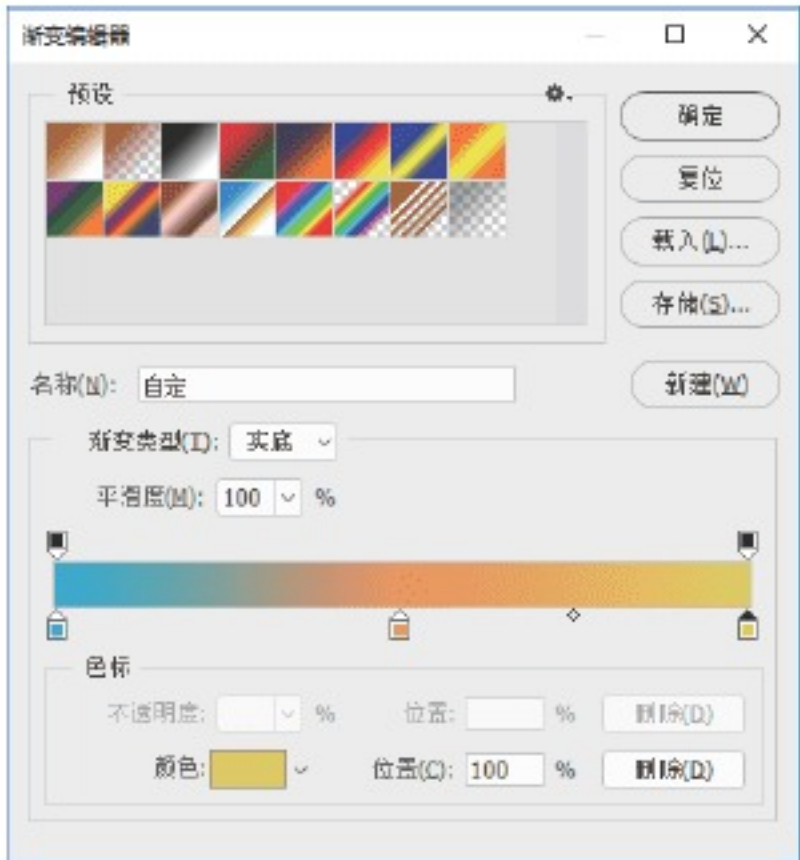 渐变编辑器
预设
确定
复位
载入(L)...
存储(S)...
名称(N): 自定
新建(W)
渐变类型(T): 实底
平滑度(M): 100 %
色标
不透明度: % 位置: % 删除(D)
颜色: 位置(C): 100 % 删除(D)